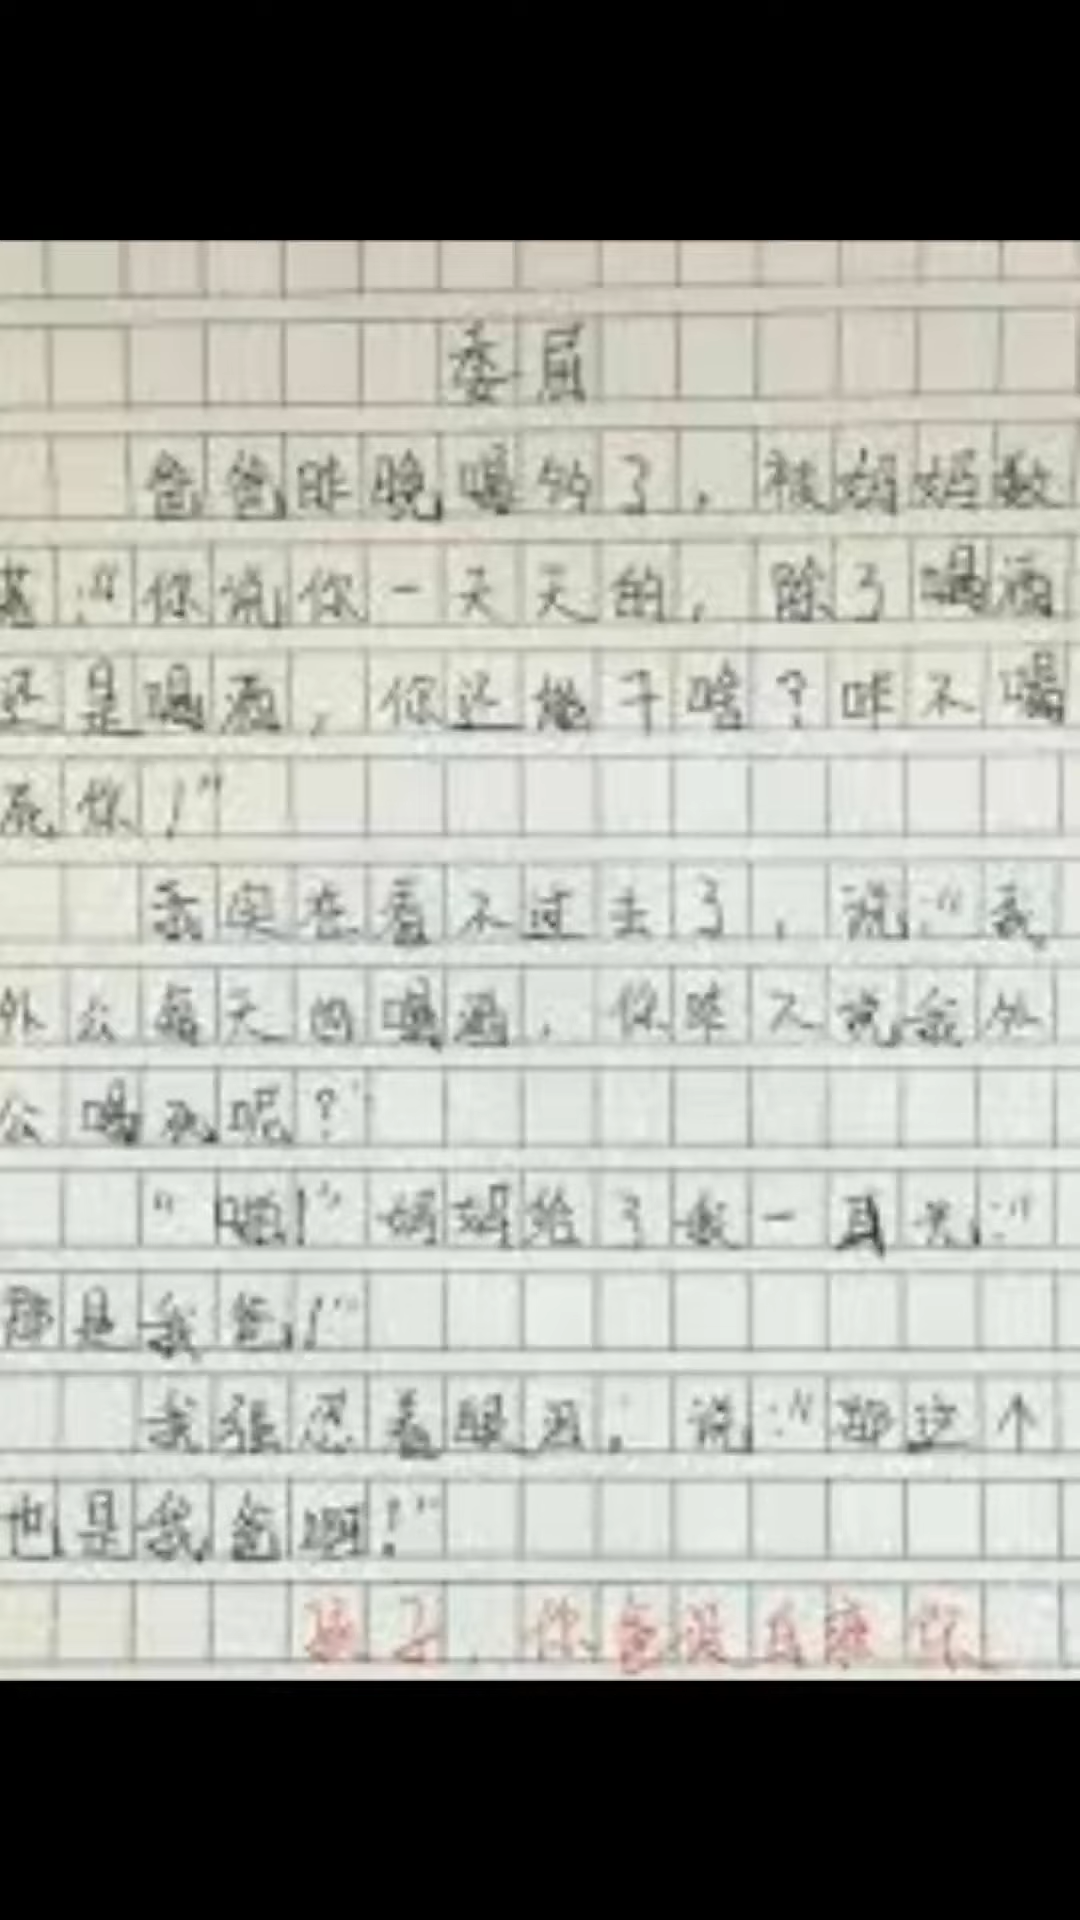 委屈
爸爸昨晚喝多了，被妈妈数
落：“你说你一天天的，除了喝酒
还是喝酒，你还能干啥？咋不喝
死你！”
我实在看不过去了，说：“我
外公每天也喝酒，你咋不说我外
公喝死呢？”
“啪！”妈妈给了我一耳光：“
那是我爸！”
我强忍着眼泪，说：“那这个
也是我爸啊！”
孩子，你爸没白疼你